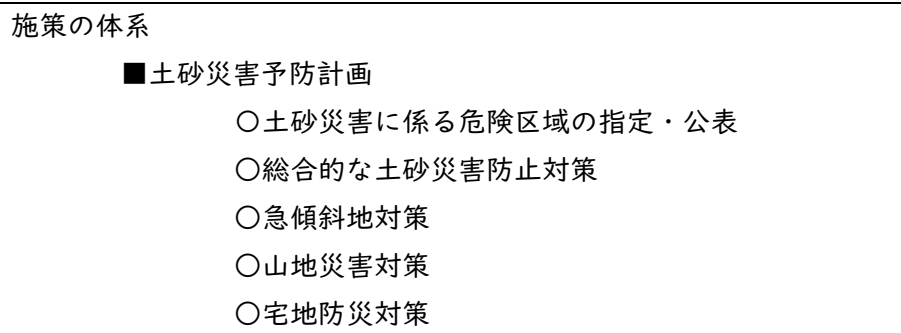 施策の体系
■土砂災害予防計画
○土砂災害に係る危険区域の指定・公表
○総合的な土砂災害防止対策
○急傾斜地対策
○山地災害対策
○宅地防災対策